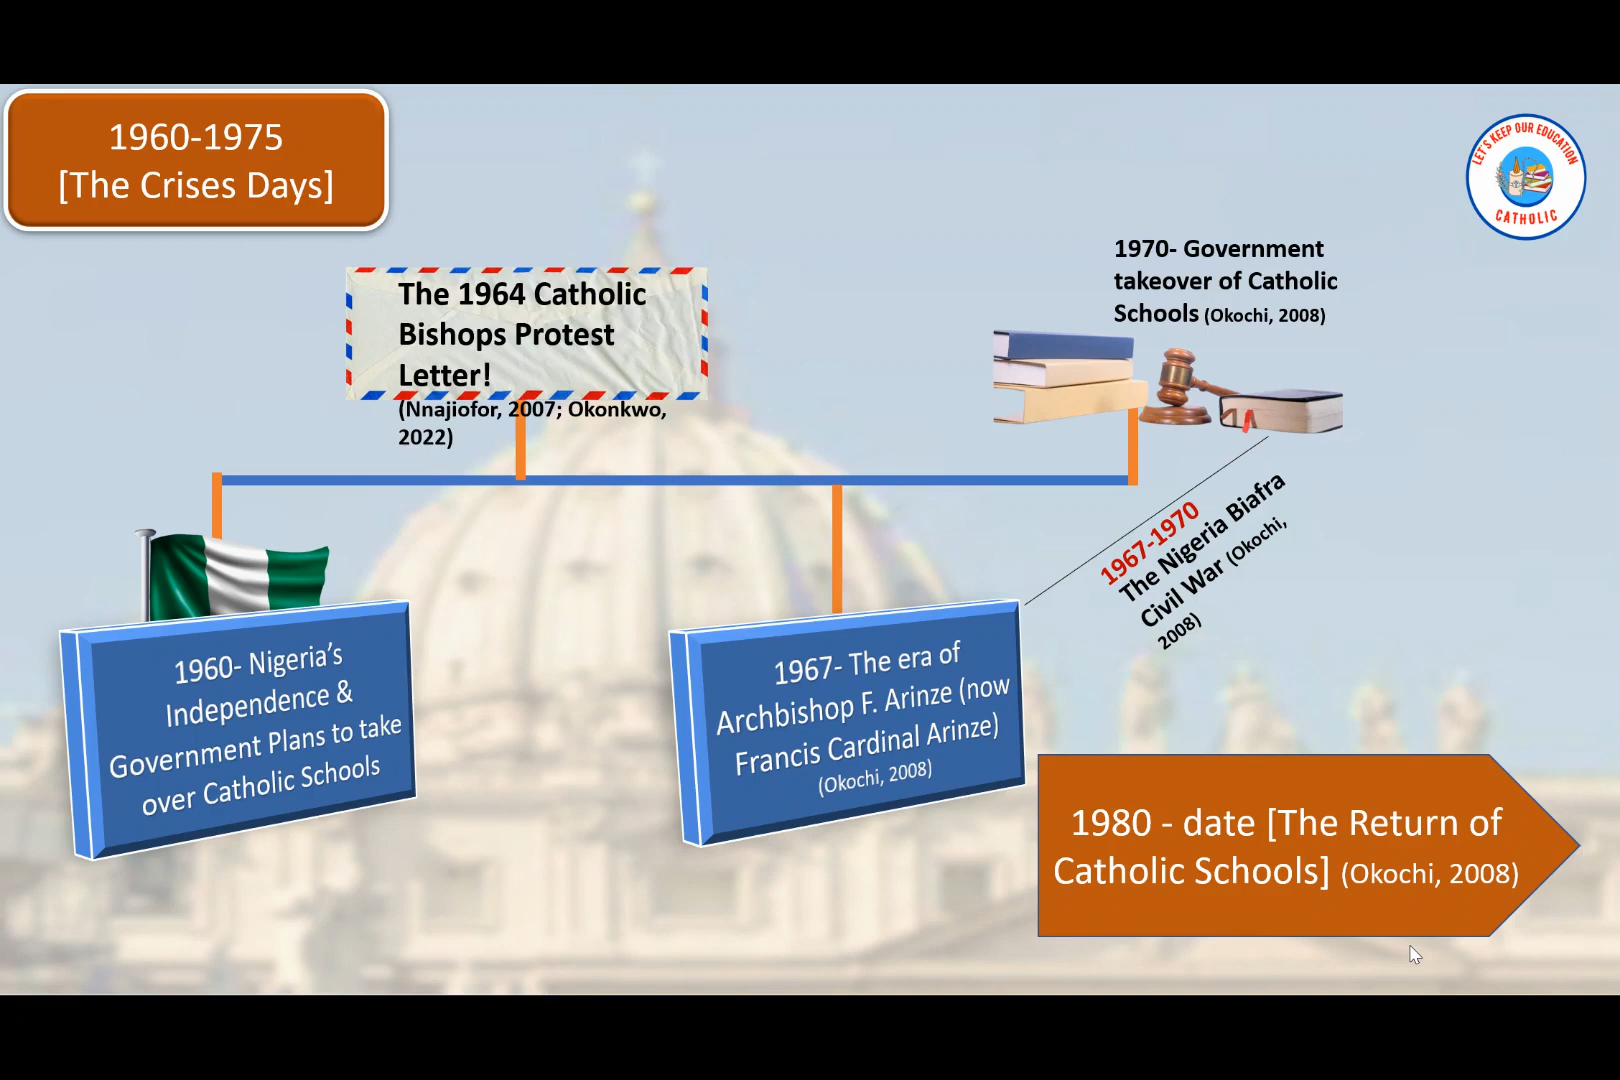 1960-1975
[The Crises Days]
LET'S KEEP OUR EDUCATION
CATHOLIC
The 1964 Catholic
Bishops Protest
Letter!
(Nnajiofor, 2007; Okonkwo,
2022)
1970- Government
takeover of Catholic
Schools (Okochi, 2008)
1967-1970
The Nigeria Biafra
Civil War (Okochi,
2008)
1960- Nigeria's
Independence &
Government Plans to take
over Catholic Schools
1967- The era of
Archbishop F. Arinze (now
Francis Cardinal Arinze)
(Okochi, 2008)
1980 - date [The Return of
Catholic Schools] (Okochi, 2008)